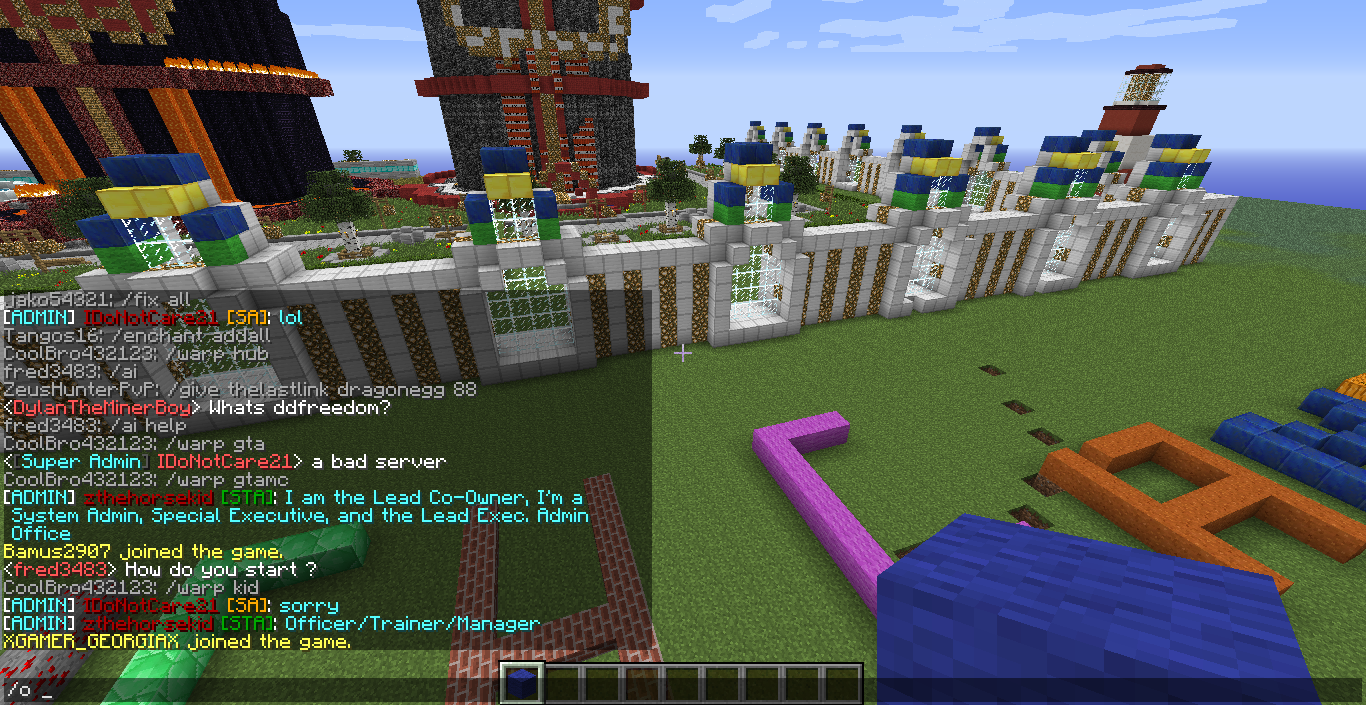 jako54321: /fix all
[ADMIN] IDoNotCare21 [SA]: lol
Tangos16: /enchant addall
CoolBro432123: /warp hub
fred3483: /ai
ZeusHunterPvP: /give thelastlink dragonegg 88
<DylanTheMinerBoy> Whats ddfreedom?
fred3483: /ai help
CoolBro432123: /warp gta
<[Super Admin] IDoNotCare21> a bad server
CoolBro432123: /warp gtamc
[ADMIN] zthehorsekid [STA]: I am the Lead Co-Owner, I'm a
System Admin, Special Executive, and the Lead Exec. Admin
Office
Bamus2907 joined the game.
<fred3483> How do you start ?
CoolBro432123: /warp kid
[ADMIN] IDoNotCare21 [SA]: sorry
[ADMIN] zthehorsekid [STA]: Officer/Trainer/Manager
XGAMER_GEORGIAX joined the game.
/o _